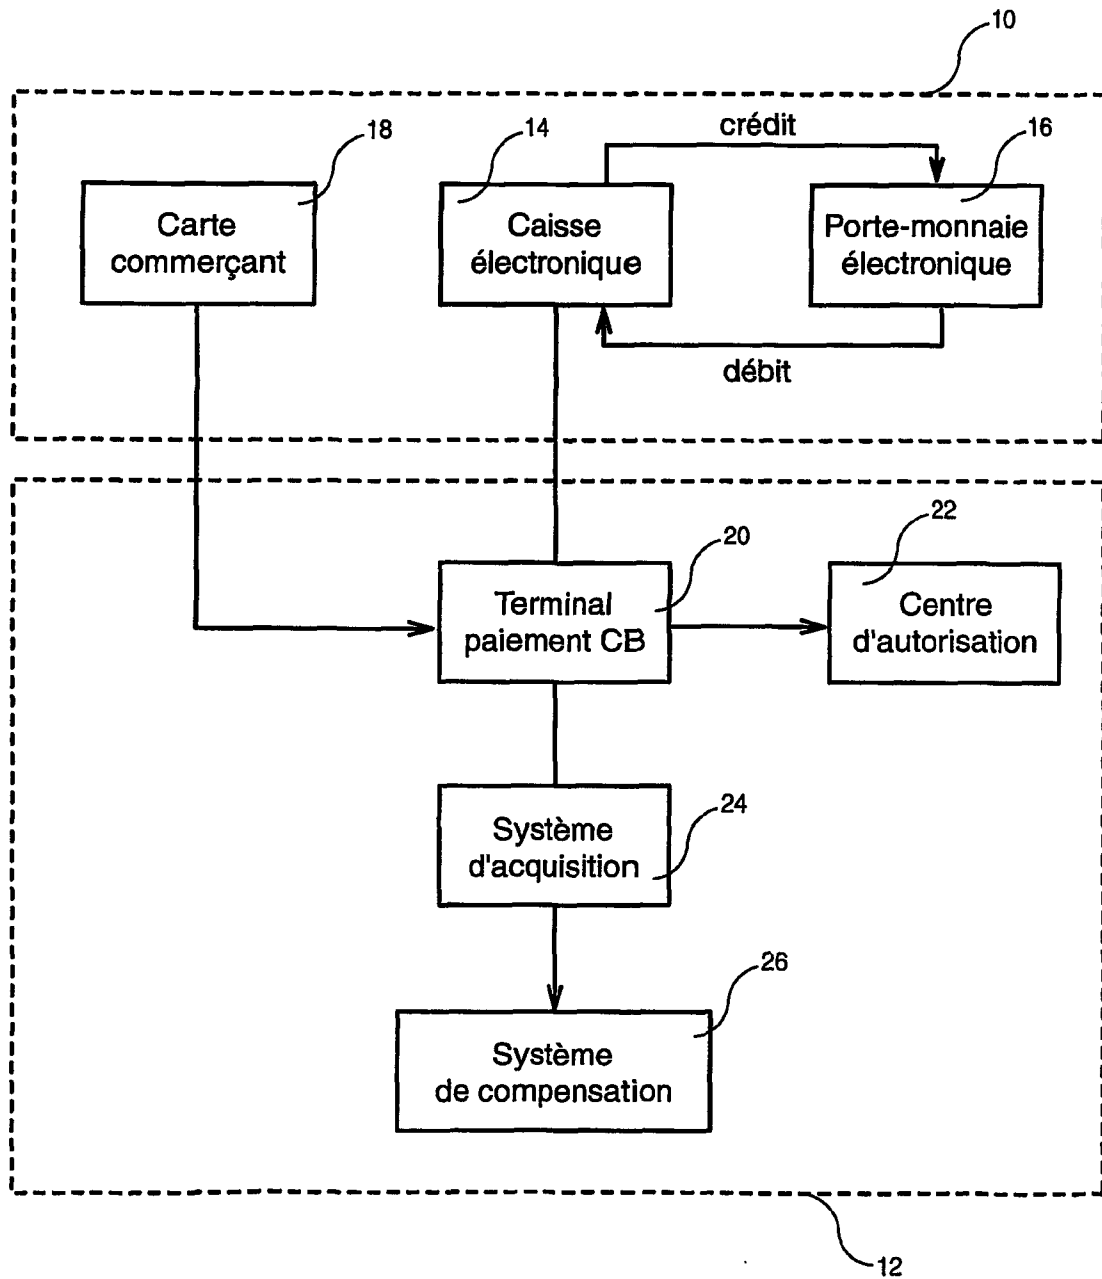 10
18
14
crédit
16
Carte
commerçant
Caisse
électronique
Porte-monnaie
électronique
débit
20
22
Terminal
paiement CB
Centre
d'autorisation
24
Système
d'acquisition
26
Système
de compensation
12